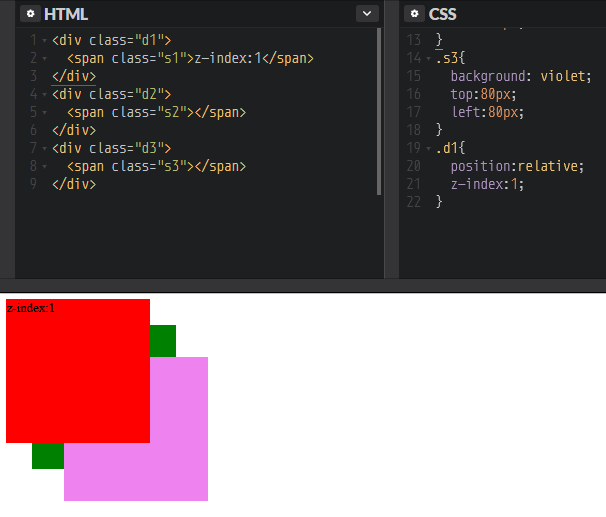 HTML
1 <div class="d1">
2 <span class="s1">z-index:1</span>
3 </div>
4 <div class="d2">
5 <span class="s2"></span>
6 </div>
7 <div class="d3">
8 <span class="s3"></span>
9 </div>
CSS
13 }
14 .s3{
15 background: violet;
16 top:80px;
17 left:80px;
18 }
19 .d1{
20 position:relative;
21 z-index:1;
22 }
z-index:1